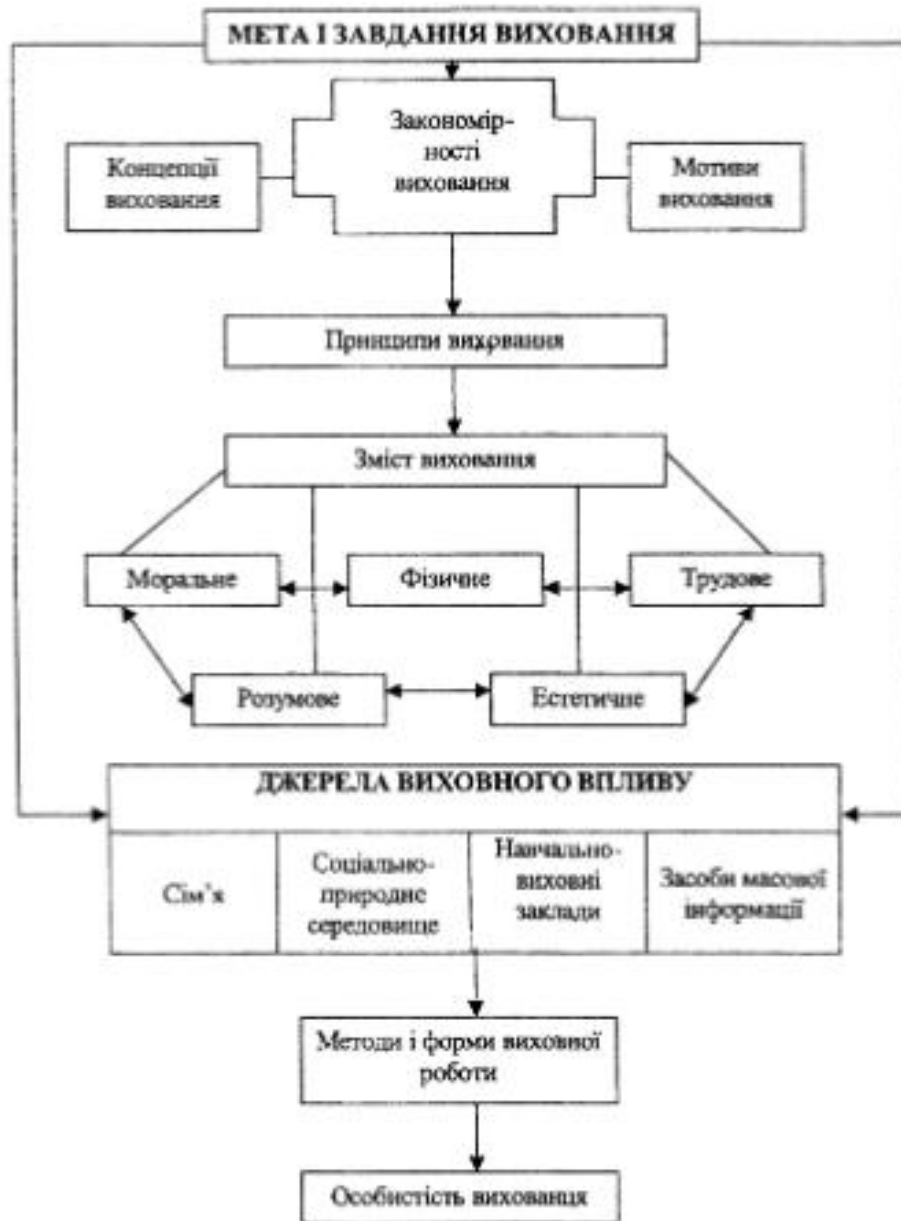 МЕТА І ЗАВДАННЯ ВИХОВАННЯ
Закономір-
ності
виховання
Концепції
виховання
Мотиви
виховання
Принципи виховання
Зміст виховання
Моральне
Фізичне
Трудове
Розумове
Естетичне
ДЖЕРЕЛА ВИХОВНОГО ВПЛИВУ
Сім’я
Соціально-
природне
середовище
Навчально-
виховні
заклади
Засоби масової
інформації
Методи і форми виховної
роботи
Особистість вихованця